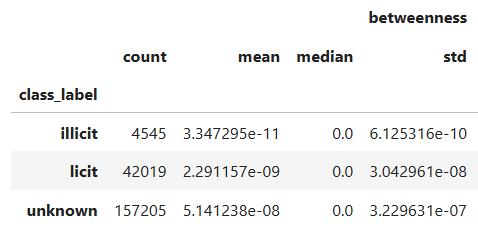 betweenness
count mean median std
class_label
illicit 4545 3.347295e-11 0.0 6.125316e-10
licit 42019 2.291157e-09 0.0 3.042961e-08
unknown 157205 5.141238e-08 0.0 3.229631e-07